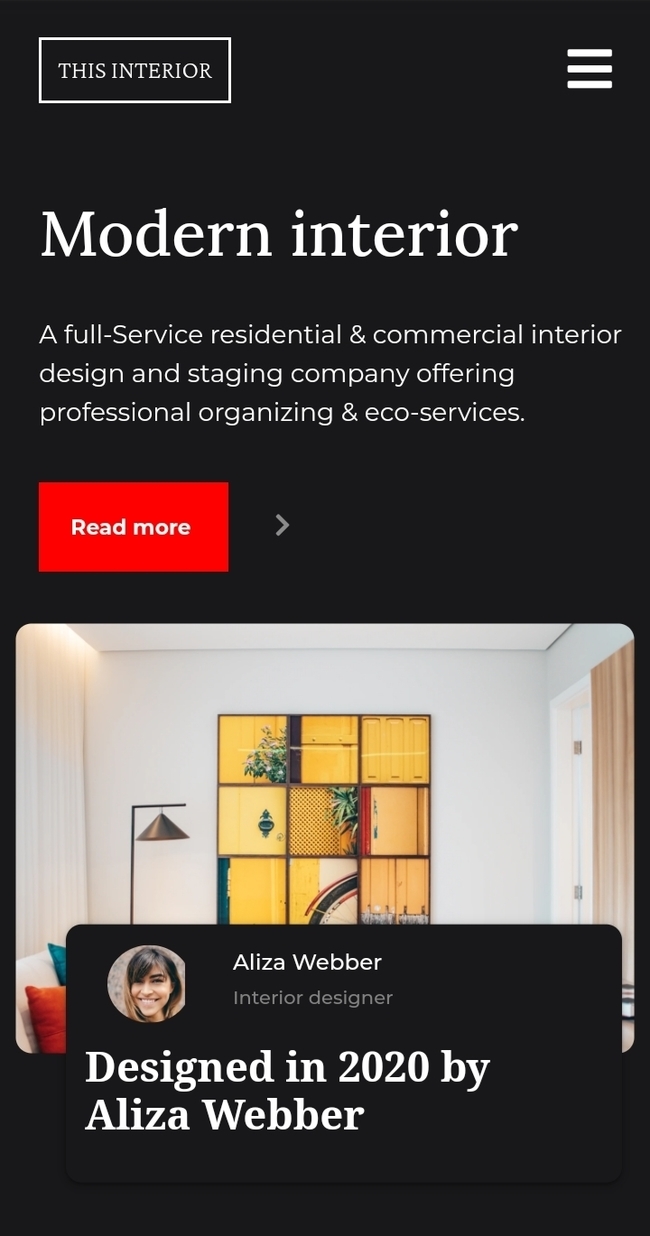 THIS INTERIOR
Modern interior
A full-Service residential & commercial interior
design and staging company offering
professional organizing & eco-services.
Read more
Aliza Webber
Interior designer
Designed in 2020 by
Aliza Webber